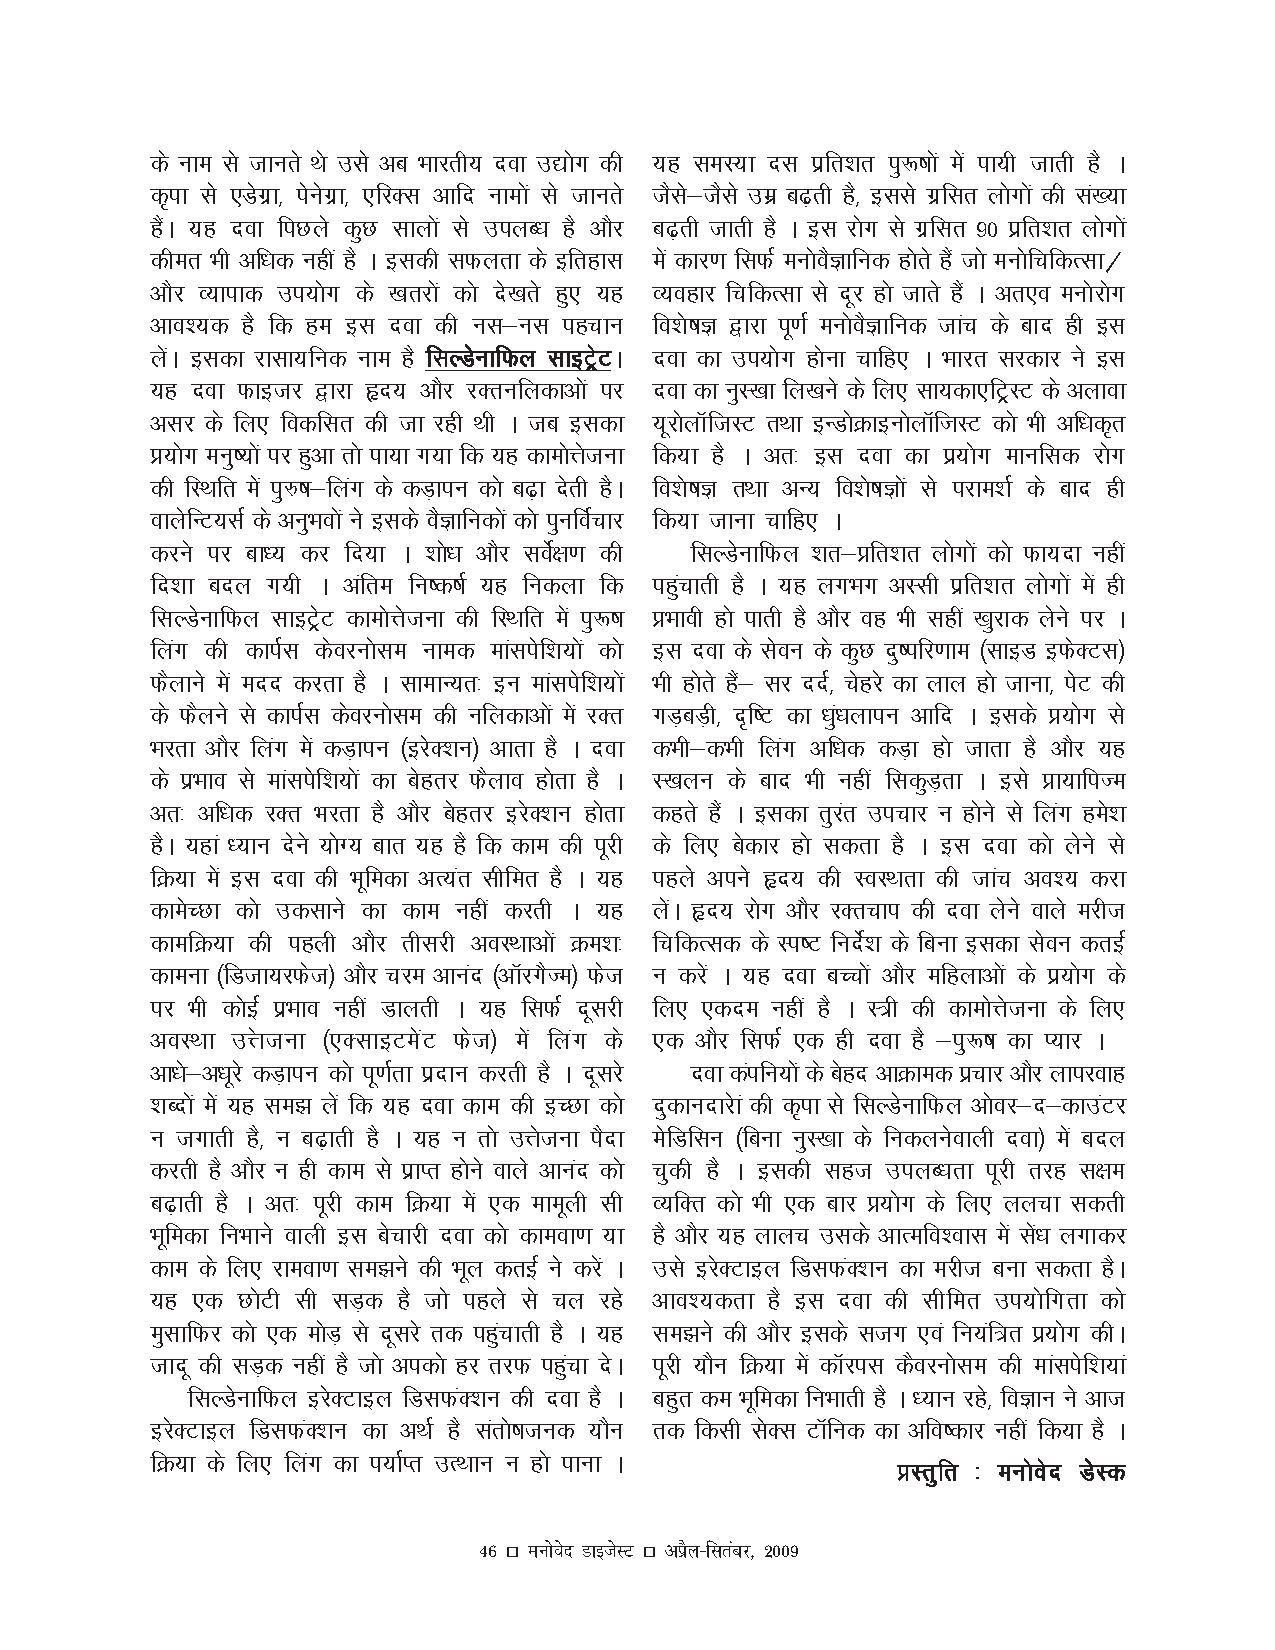 के नाम से जानते थे उसे अब भारतीय दवा उद्योग की
कृपा से एडेग्रा, पेनेग्रा, एरिक्स आदि नामों से जानते
हैं। यह दवा पिछले कुछ सालों से उपलब्ध है और
कीमत भी अधिक नहीं है । इसकी सफलता के इतिहास
और व्यापाक उपयोग के खतरों को देखते हुए यह
आवश्यक है कि हम इस दवा की नस–नस पहचान
लें। इसका रासायनिक नाम है सिल्डेनाफिल साइट्रेट।
यह दवा फाइजर द्वारा हृदय और रक्तनलिकाओं पर
असर के लिए विकसित की जा रही थी । जब इसका
प्रयोग मनुष्यों पर हुआ तो पाया गया कि यह कामोत्तेजना
की स्थिति में पुरुष–लिंग के कड़ापन को बढ़ा देती है।
वालेन्टियर्स के अनुभवों ने इसके वैज्ञानिकों को पुनर्विचार
करने पर बाध्य कर दिया । शोध और सर्वेक्षण की
दिशा बदल गयी । अंतिम निष्कर्ष यह निकला कि
सिल्डेनाफिल साइट्रेट कामोत्तेजना की स्थिति में पुरूष
लिंग की कार्पस केवरनोसम नामक मांसपेशियों को
फैलाने में मदद करता है । सामान्यतः इन मांसपेशियों
के फैलने से कार्पस केवरनोसम की नलिकाओं में रक्त
भरता और लिंग में कड़ापन (इरेक्शन) आता है । दवा
के प्रभाव से मांसपेशियों का बेहतर फैलाव होता है ।
अतः अधिक रक्त भरता है और बेहतर इरेक्शन होता
है। यहां ध्यान देने योग्य बात यह है कि काम की पूरी
क्रिया में इस दवा की भूमिका अत्यंत सीमित है । यह
कामेच्छा को उकसाने का काम नहीं करती । यह
कामक्रिया की पहली और तीसरी अवस्थाओं क्रमशः
कामना (डिजायरफेज) और चरम आनंद (ऑरगैज्म) फेज
पर भी कोई प्रभाव नहीं डालती । यह सिर्फ दूसरी
अवस्था उत्तेजना (एक्साइटमेंट फेज) में लिंग के
आधे–अधूरे कड़ापन को पूर्णता प्रदान करती है । दूसरे
शब्दों में यह समझ लें कि यह दवा काम की इच्छा को
न जगाती है, न बढ़ाती है । यह न तो उत्तेजना पैदा
करती है और न ही काम से प्राप्त होने वाले आनंद को
बढ़ाती है । अतः पूरी काम क्रिया में एक मामूली सी
भूमिका निभाने वाली इस बेचारी दवा को कामवाण या
काम के लिए रामवाण समझने की भूल कतई ने करें ।
यह एक छोटी सी सड़क है जो पहले से चल रहे
मुसाफिर को एक मोड़ से दूसरे तक पहुंचाती है । यह
जादू की सड़क नहीं है जो अपको हर तरफ पहुंचा दे।
सिल्डेनाफिल इरेक्टाइल डिसफंक्शन की दवा है ।
इरेक्टाइल डिसफंक्शन का अर्थ है संतोषजनक यौन
क्रिया के लिए लिंग का पर्याप्त उत्थान न हो पाना ।
यह समस्या दस प्रतिशत पुरूषों में पायी जाती है ।
जैसे–जैसे उम्र बढ़ती है, इससे ग्रसित लोगों की संख्या
बढ़ती जाती है । इस रोग से ग्रसित 90 प्रतिशत लोगों
में कारण सिर्फ मनोवैज्ञानिक होते हैं जो मनोचिकत्सा/
व्यवहार चिकित्सा से दूर हो जाते हैं । अतएव मनोरोग
विशेषज्ञ द्वारा पूर्ण मनोवैज्ञानिक जांच के बाद ही इस
दवा का उपयोग होना चाहिए । भारत सरकार ने इस
दवा का नुस्खा लिखने के लिए सायकाएट्रिस्ट के अलावा
यूरोलॉजिस्ट तथा इन्डोक्राइनोलॉजिस्ट को भी अधिकृत
किया है । अतः इस दवा का प्रयोग मानसिक रोग
विशेषज्ञ तथा अन्य विशेषज्ञों से परामर्श के बाद ही
किया जाना चाहिए ।
सिल्डेनाफिल शत–प्रतिशत लोगों को फायदा नहीं
पहुंचाती है । यह लगभग अस्सी प्रतिशत लोगों में ही
प्रभावी हो पाती है और वह भी सहीं खुराक लेने पर ।
इस दवा के सेवन के कुछ दुष्परिणाम (साइड इफेक्टस)
भी होते हैं– सर दर्द, चेहरे का लाल हो जाना, पेट की
गड़बड़ी, दृष्टि का धुंधलापन आदि । इसके प्रयोग से
कभी–कभी लिंग अधिक कड़ा हो जाता है और यह
स्खलन के बाद भी नहीं सिकुड़ता । इसे प्रायापिज्म
कहते हैं । इसका तुरंत उपचार न होने से लिंग हमेश
के लिए बेकार हो सकता है । इस दवा को लेने से
पहले अपने हृदय की स्वस्थता की जांच अवश्य करा
लें। हृदय रोग और रक्तचाप की दवा लेने वाले मरीज
चिकित्सक के स्पष्ट निर्देश के बिना इसका सेवन कतई
न करें । यह दवा बच्चों और महिलाओं के प्रयोग के
लिए एकदम नहीं है । स्त्री की कामोत्तेजना के लिए
एक और सिर्फ एक ही दवा है –पुरूष का प्यार ।
दवा कंपनियों के बेहद आक्रामक प्रचार और लापरवाह
दुकानदारों की कृपा से सिल्डेनाफिल ओवर–द–काउंटर
मेडिसिन (बिना नुस्खा के निकलनेवाली दवा) में बदल
चुकी है । इसकी सहज उपलब्धता पूरी तरह सक्षम
व्यक्ति को भी एक बार प्रयोग के लिए ललचा सकती
है और यह लालच उसके आत्मविश्वास में सेंध लगाकर
उसे इरेक्टाइल डिसफंक्शन का मरीज बना सकता है।
आवश्यकता है इस दवा की सीमित उपयोगिता को
समझने की और इसके सजग एवं नियंत्रित प्रयोग की।
पूरी यौन क्रिया में कॉरपस कैवरनोसम की मांसपेशियां
बहुत कम भूमिका निभाती है । ध्यान रहे, विज्ञान ने आज
तक किसी सेक्स टॉनिक का अविष्कार नहीं किया है ।
प्रस्तुति : मनोवेद डेस्क
46 □ मनोवेद डाइजेस्ट □ अप्रैल-सितंबर, 2009